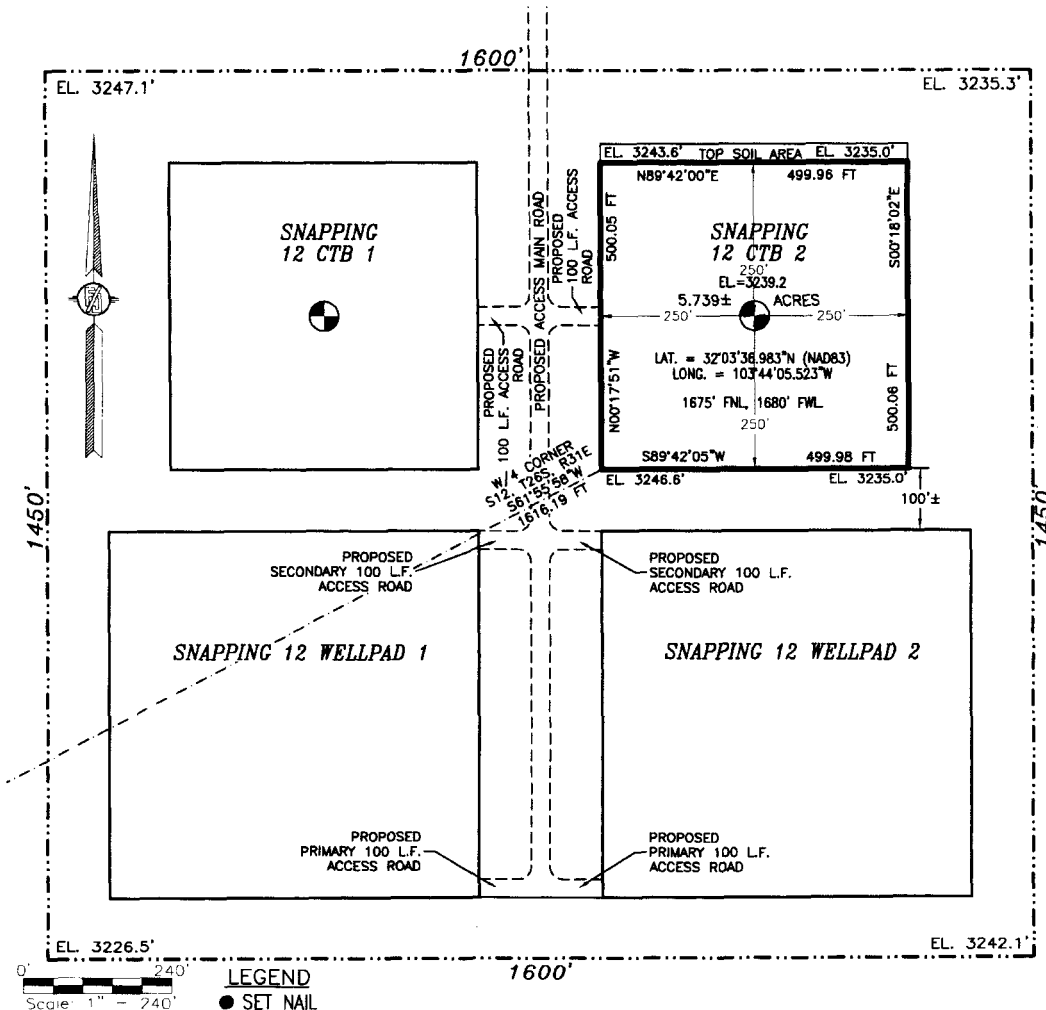 1600'
EL. 3247.1'
EL. 3235.3'
EL. 3243.6' TOP SOIL AREA EL. 3235.0'
N89°42'00"E 499.96 FT
SNAPPING
12 CTB 1
PROPOSED ACCESS MAIN ROAD
PROPOSED
100 L.F. ACCESS
ROAD
500.05 FT
N00°17'51"W
S00°18'02"E
500.06 FT
SNAPPING
12 CTB 2
250'
EL=3239.2
5.739± ACRES
250' 250'
LAT. = 32°03'36.983"N (NAD83)
LONG. = 103°44'05.523"W
1675' FNL, 1680' FWL
250'
S89°42'05"W 499.98 FT
EL. 3246.6' EL. 3235.0'
PROPOSED
100 L.F. ACCESS
ROAD
W/4 CORNER
S12, T26S, R31E
S61°55'58"W
1616.19 FT
100'±
1450'
1450'
PROPOSED
SECONDARY 100 L.F.
ACCESS ROAD
PROPOSED
SECONDARY 100 L.F.
ACCESS ROAD
SNAPPING 12 WELLPAD 1
SNAPPING 12 WELLPAD 2
PROPOSED
PRIMARY 100 L.F.
ACCESS ROAD
PROPOSED
PRIMARY 100 L.F.
ACCESS ROAD
EL. 3226.5'
EL. 3242.1'
1600'
0' 240'
Scale: 1" = 240'
LEGEND
SET NAIL